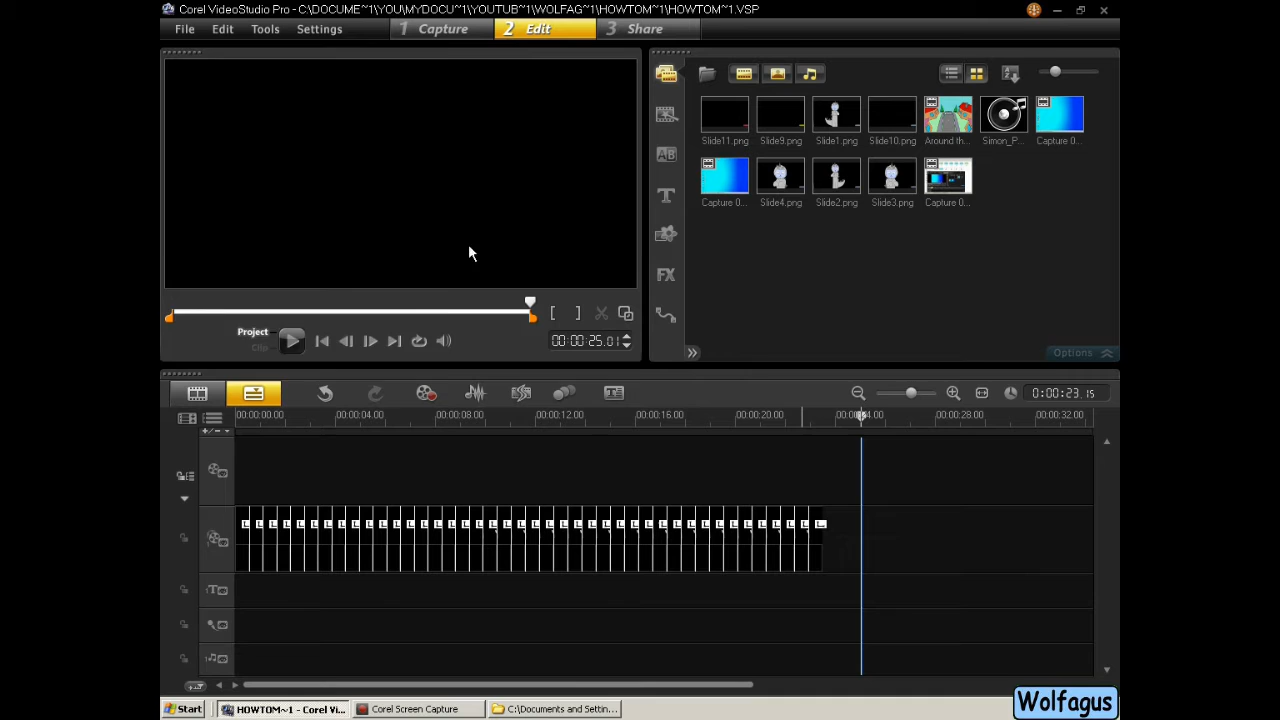 Corel VideoStudio Pro - C:\DOCUME~1\YOU\MYDOCU~1\YOUTUB~1\WOLFAG~1\HOWTOM~1\HOWTOM~1.VSP
File Edit Tools Settings 1 Capture 2 Edit 3 Share
Slide11.png Slide9.png Slide1.png Slide10.png Around th... Simon_P... Capture 0...
Capture 0... Slide4.png Slide2.png Slide3.png Capture 0...
AB
T
FX
Project
Clip
[ ]
00:00:25.01
Options
0:00:23.15
00:00:00.00 00:00:04.00 00:00:08.00 00:00:12.00 00:00:16.00 00:00:20.00 00:00:28.00 00:00:32.00
Start HOWTOM~1 - Corel Vi... Corel Screen Capture C:\Documents and Settin...
Wolfagus